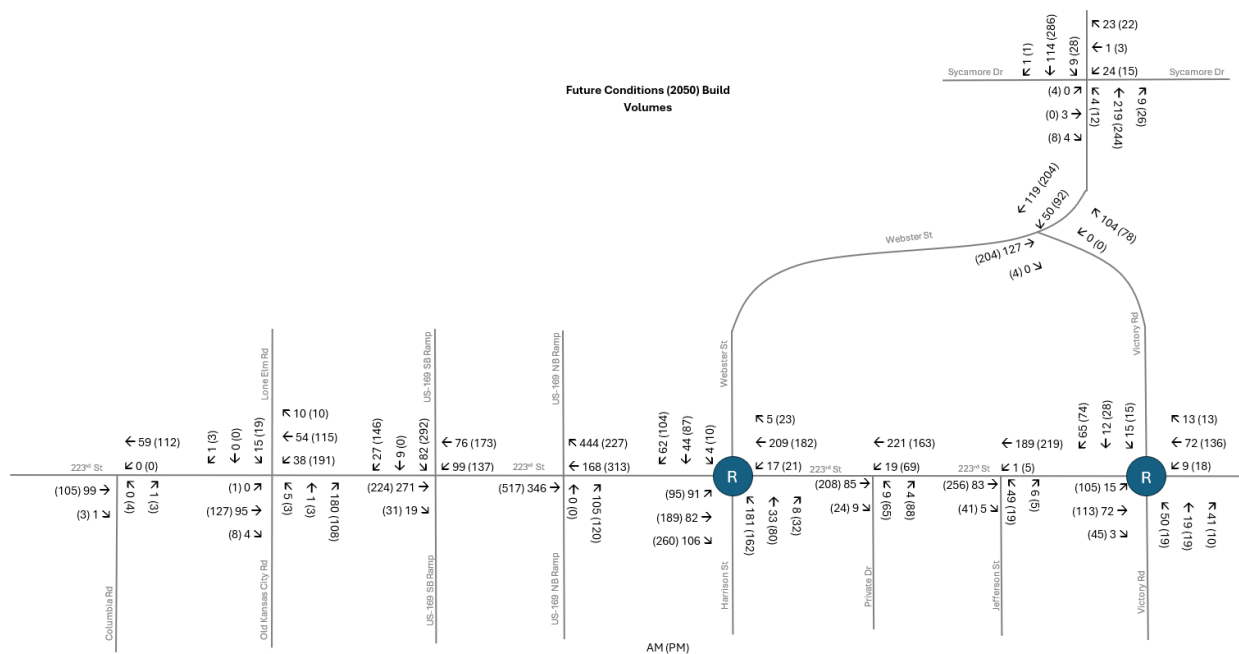 Future Conditions (2050) Build
Volumes
Sycamore Dr
Sycamore Dr
↖ 1 (1)
← 114 (286)
↙ 9 (28)
↖ 23 (22)
← 1 (3)
↙ 24 (15)
(4) 0 ↗
(0) 3 →
(8) 4 ↘
↖ 4 (12)
← 219 (244)
↗ 9 (26)
← 119 (204)
↙ 50 (92)
↖ 104 (78)
↙ 0 (0)
Webster St
(204) 127 →
(4) 0 ↘
223rd St
← 59 (112)
↙ 0 (0)
(105) 99 →
(3) 1 ↘
↖ 0 (4)
↗ 1 (3)
Columbia Rd
Lone Elm Rd
↖ 1 (3)
← 0 (0)
↙ 15 (19)
↖ 10 (10)
← 54 (115)
↙ 38 (191)
(1) 0 ↗
(127) 95 →
(8) 4 ↘
↖ 5 (3)
↑ 1 (3)
↗ 180 (108)
Old Kansas City Rd
US-169 SB Ramp
↙ 27 (146)
← 9 (0)
↙ 82 (292)
← 76 (173)
↙ 99 (137)
(224) 271 →
(31) 19 ↘
US-169 SB Ramp
223rd St
US-169 NB Ramp
↖ 444 (227)
← 168 (313)
(517) 346 →
↑ 0 (0)
↗ 105 (120)
US-169 NB Ramp
Webster St
↙ 62 (104)
← 44 (87)
↙ 4 (10)
↖ 5 (23)
← 209 (182)
↙ 17 (21)
R
(95) 91 ↗
(189) 82 →
(260) 106 ↘
↖ 181 (162)
↑ 33 (80)
↗ 8 (32)
Harrison St
223rd St
← 221 (163)
↙ 19 (69)
(208) 85 →
(24) 9 ↘
↖ 9 (65)
↗ 4 (88)
Private Dr
223rd St
← 189 (219)
↙ 1 (5)
(256) 83 →
(41) 5 ↘
↖ 49 (19)
↗ 6 (5)
Jefferson St
Victory Rd
↙ 65 (74)
← 12 (28)
↙ 15 (15)
↖ 13 (13)
← 72 (136)
↙ 9 (18)
R
(105) 15 ↗
(113) 72 →
(45) 3 ↘
↖ 50 (19)
↑ 19 (19)
↗ 41 (10)
Victory Rd
AM (PM)